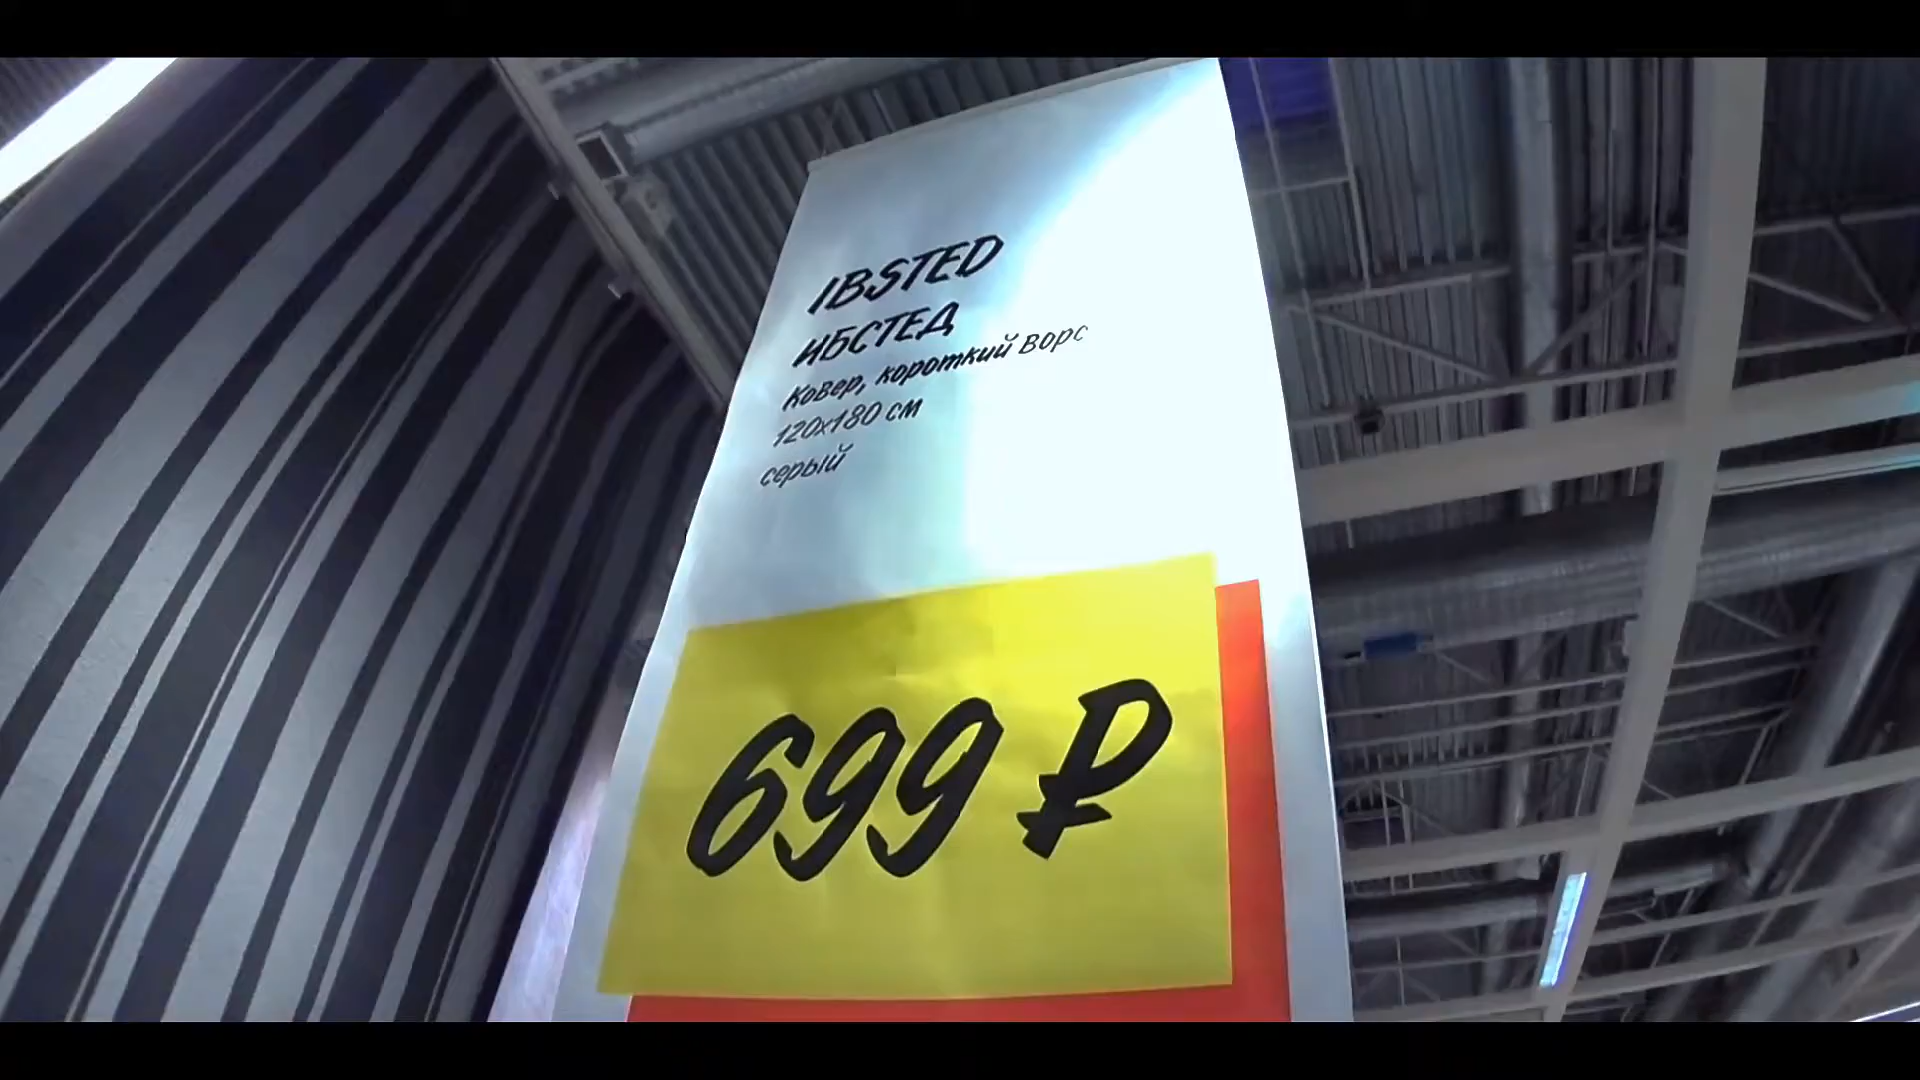 IBSTED
ИБСТЕД
Ковер, короткий ворс
120x180 см
серый
699 ₽